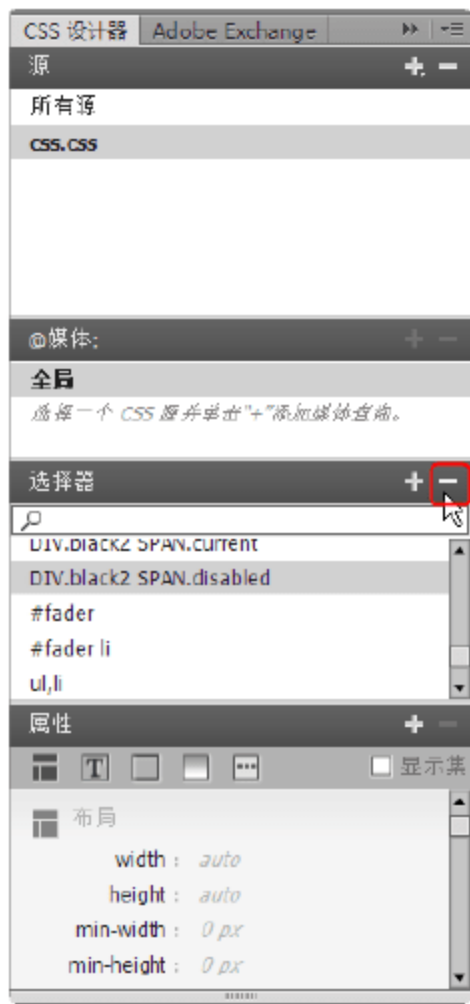 CSS 设计器 Adobe Exchange
源
所有源
css.css
@媒体:
全局
选择一个 CSS 源并单击"+"添加媒体查询。
选择器
DIV.black2 SPAN.current
DIV.black2 SPAN.disabled
#fader
#fader li
ul,li
属性
T 显示集
布局
width : auto
height : auto
min-width : 0 px
min-height : 0 px